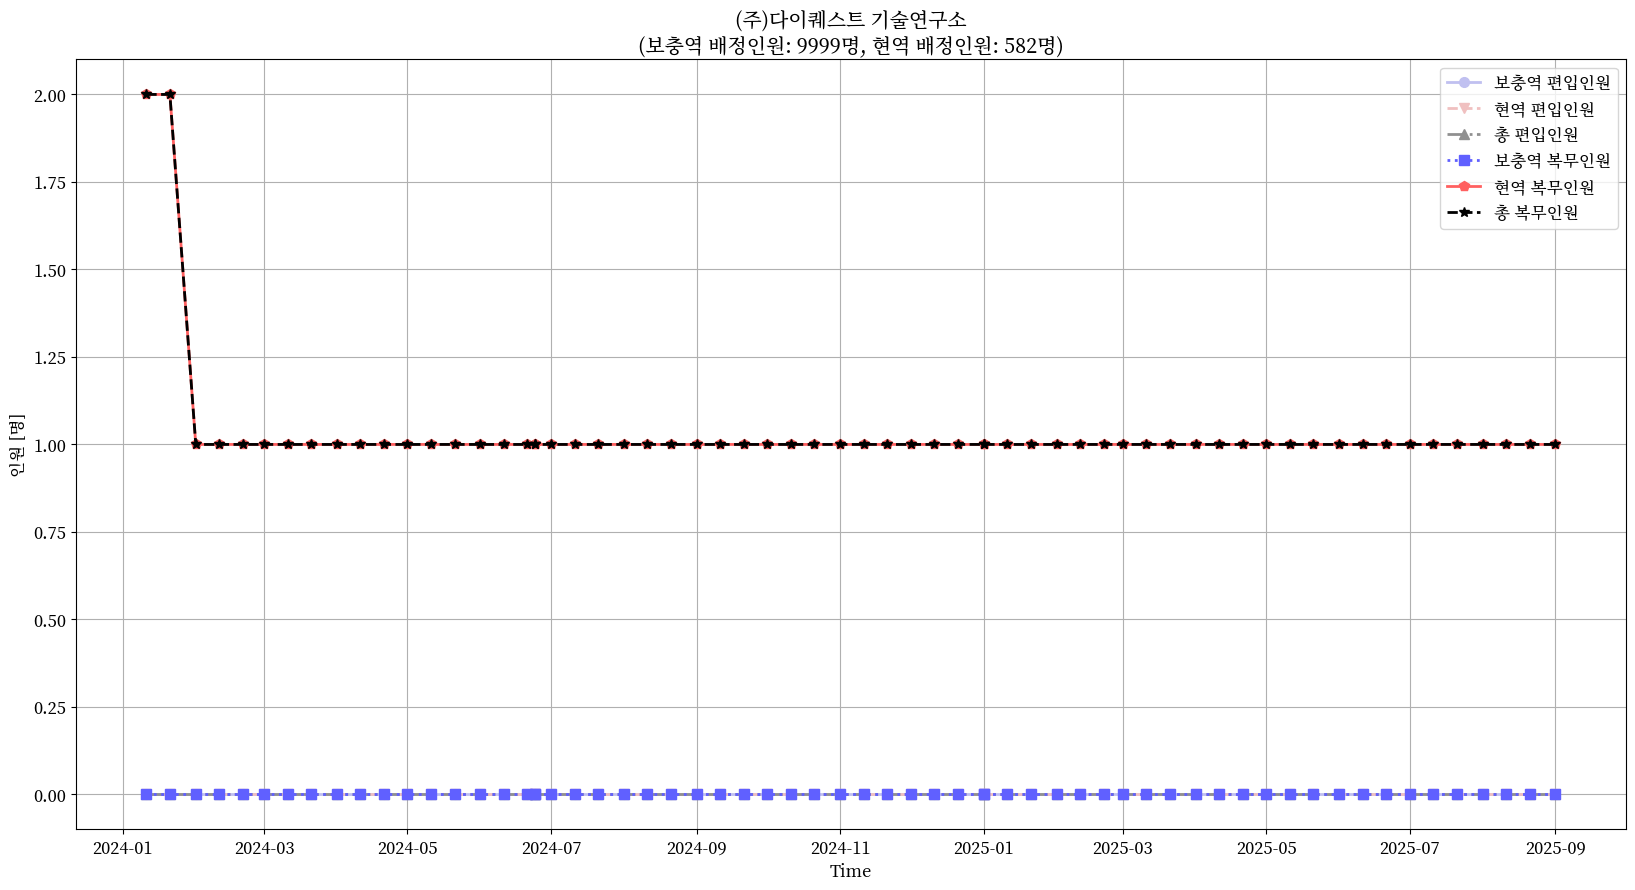 (주)다이퀘스트 기술연구소
(보충역 배정인원: 9999명, 현역 배정인원: 582명)
보충역 편입인원
현역 편입인원
총 편입인원
보충역 복무인원
현역 복무인원
총 복무인원
인원 [명]
2.00
1.75
1.50
1.25
1.00
0.75
0.50
0.25
0.00
2024-01 2024-03 2024-05 2024-07 2024-09 2024-11 2025-01 2025-03 2025-05 2025-07 2025-09
Time